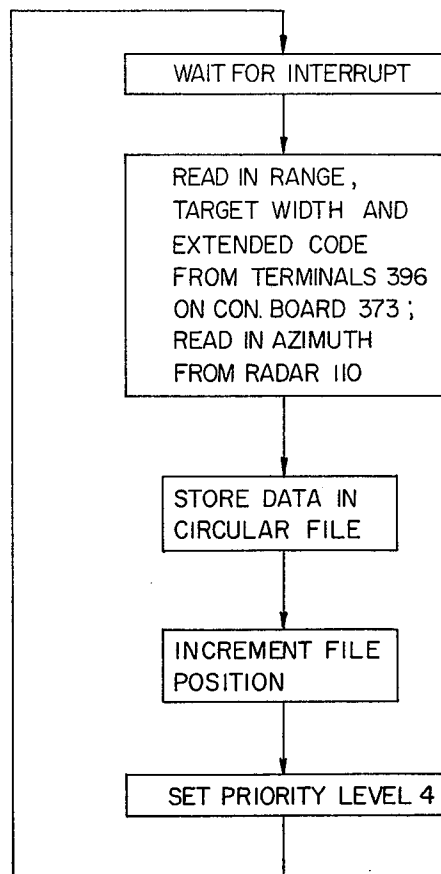 WAIT FOR INTERRUPT
READ IN RANGE,
TARGET WIDTH AND
EXTENDED CODE
FROM TERMINALS 396
ON CON. BOARD 373;
READ IN AZIMUTH
FROM RADAR 110
STORE DATA IN
CIRCULAR FILE
INCREMENT FILE
POSITION
SET PRIORITY LEVEL 4